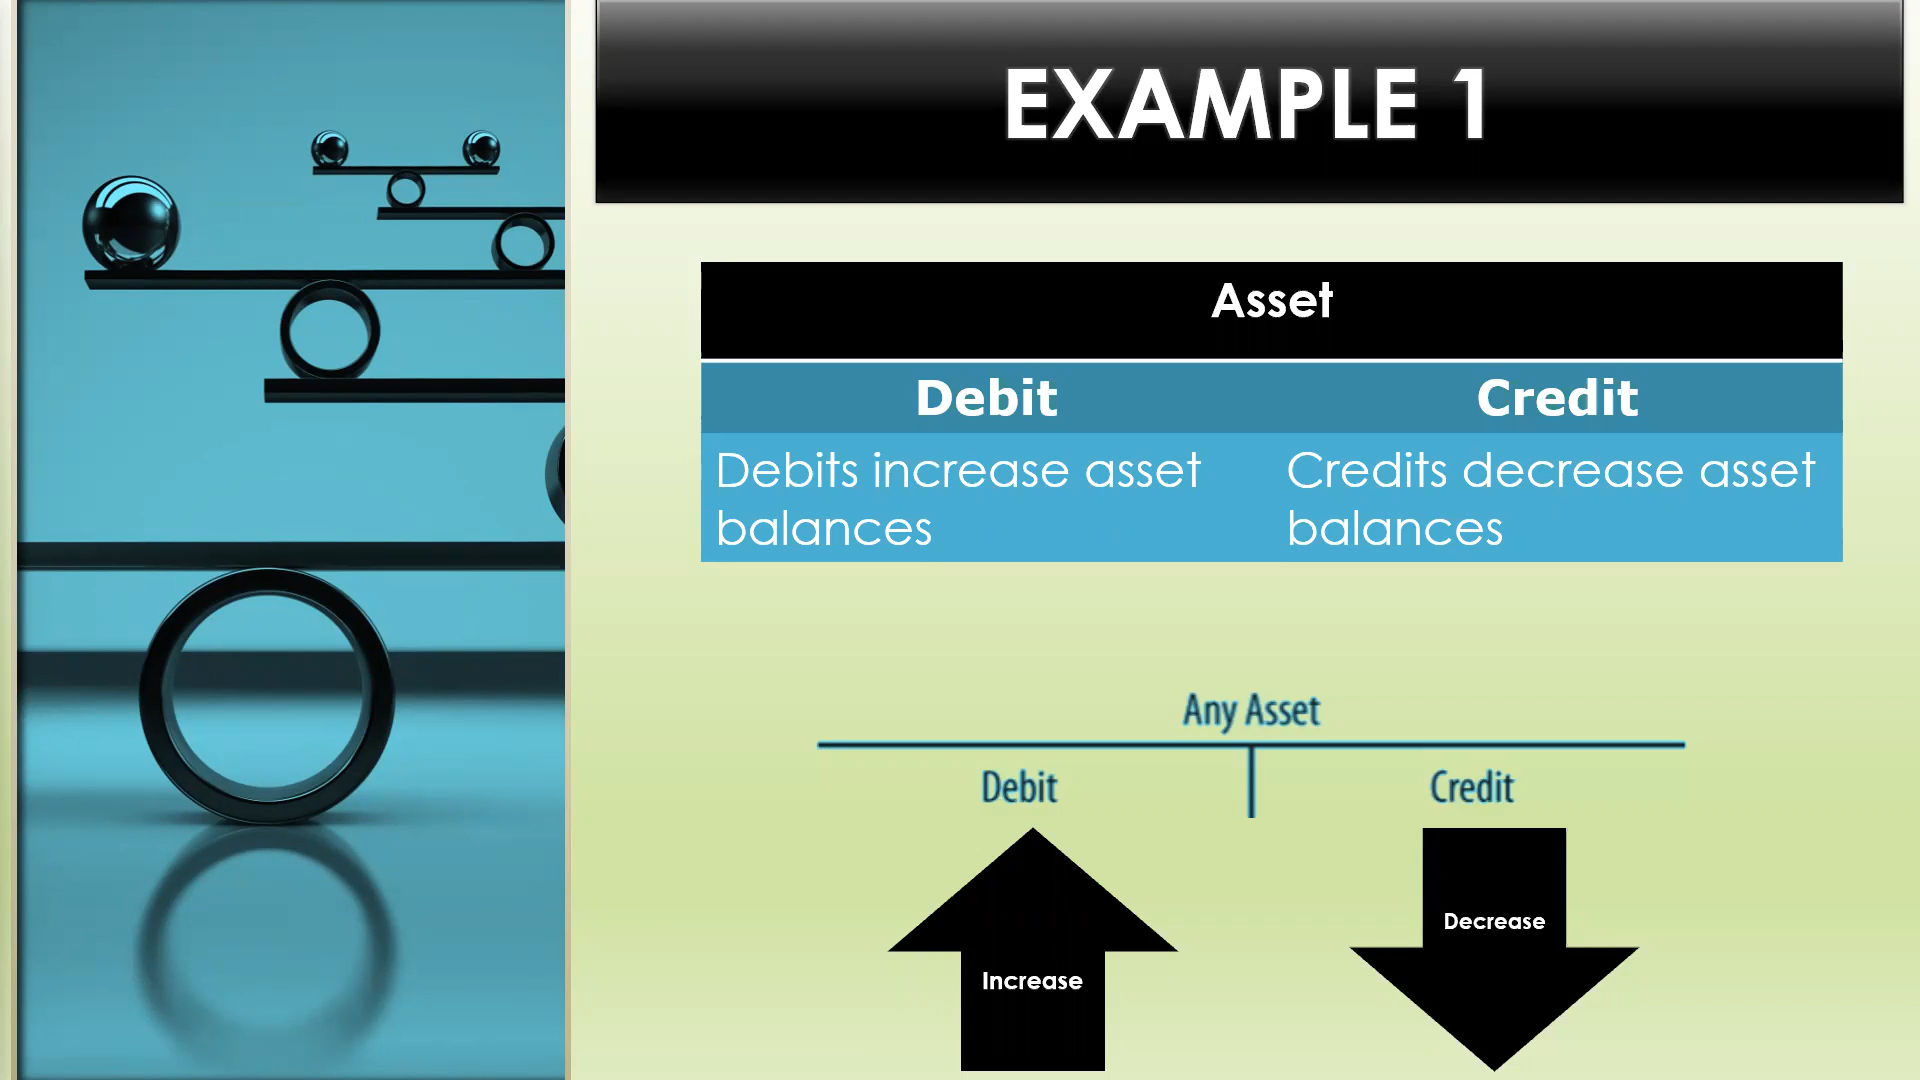 EXAMPLE 1
Asset
Debit Credit
Debits increase asset
balances
Credits decrease asset
balances
Any Asset
Debit Credit
Increase
Decrease